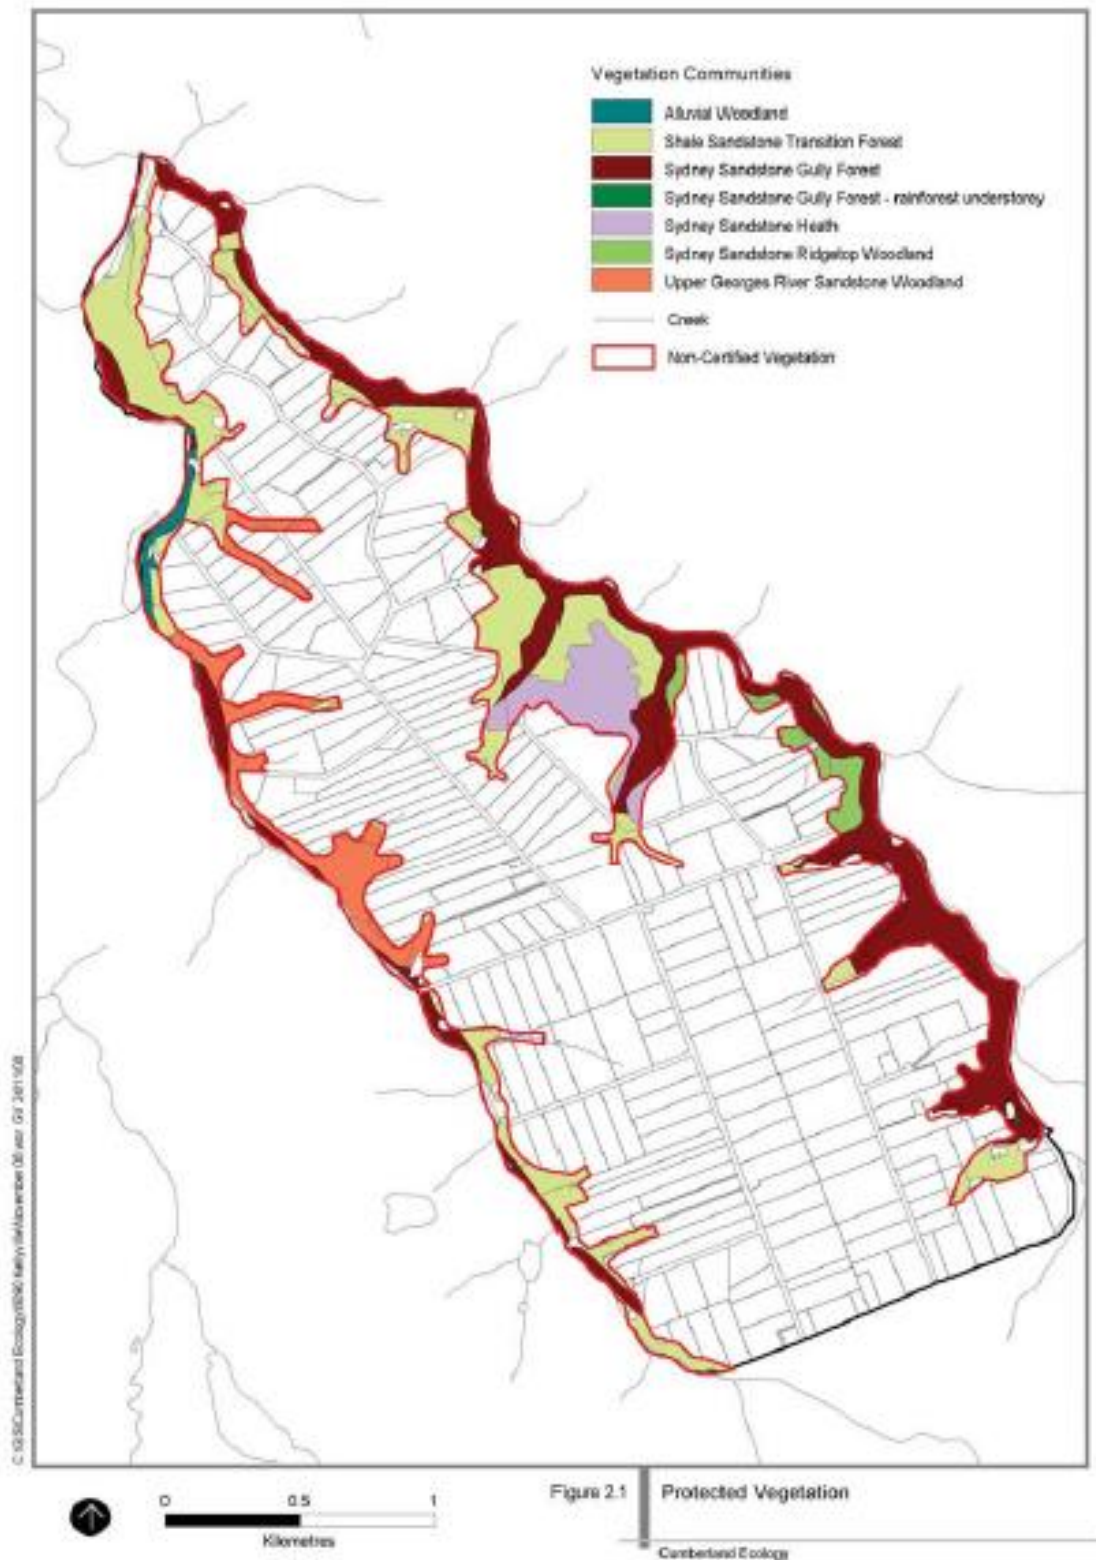 Vegetation Communities
Alluvial Woodland
Shale Sandstone Transition Forest
Sydney Sandstone Gully Forest
Sydney Sandstone Gully Forest - rainforest understorey
Sydney Sandstone Heath
Sydney Sandstone Ridgetop Woodland
Upper Georges River Sandstone Woodland
Creek
Non-Certified Vegetation
0 0.5 1
Kilometres
Figure 2.1
Protected Vegetation
Cumberland Ecology